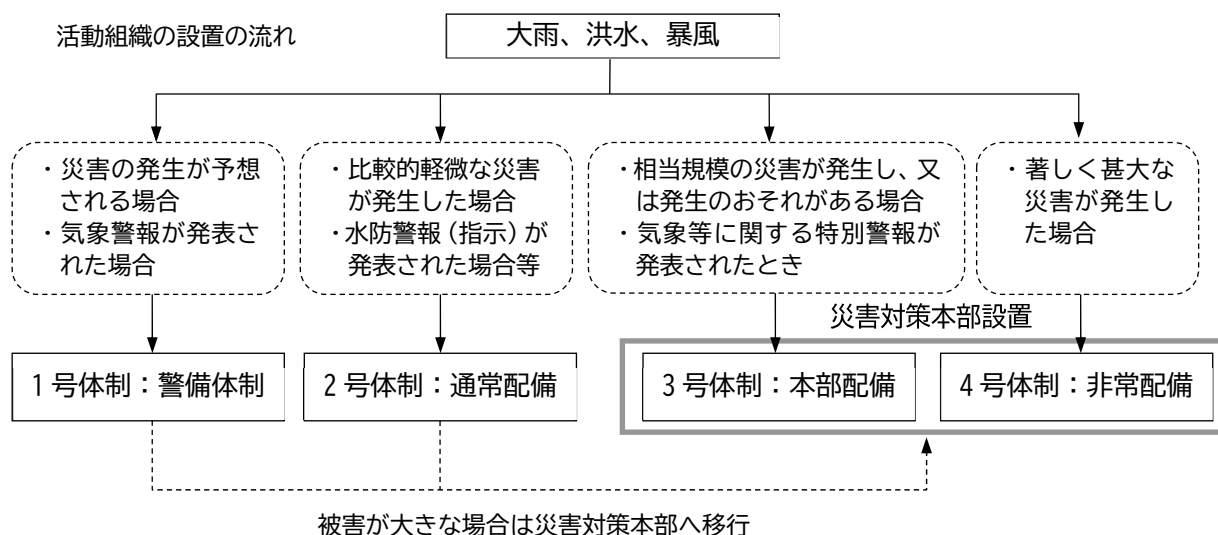 活動組織の設置の流れ
大雨、洪水、暴風
・災害の発生が予想
される場合
・気象警報が発表さ
れた場合
・比較的軽微な災害
が発生した場合
・水防警報（指示）が
発表された場合等
・相当規模の災害が発生し、又
は発生のおそれがある場合
・気象等に関する特別警報が
発表されたとき
・著しく甚大な
災害が発生し
た場合
災害対策本部設置
1号体制：警備体制
2号体制：通常配備
3号体制：本部配備
4号体制：非常配備
被害が大きな場合は災害対策本部へ移行